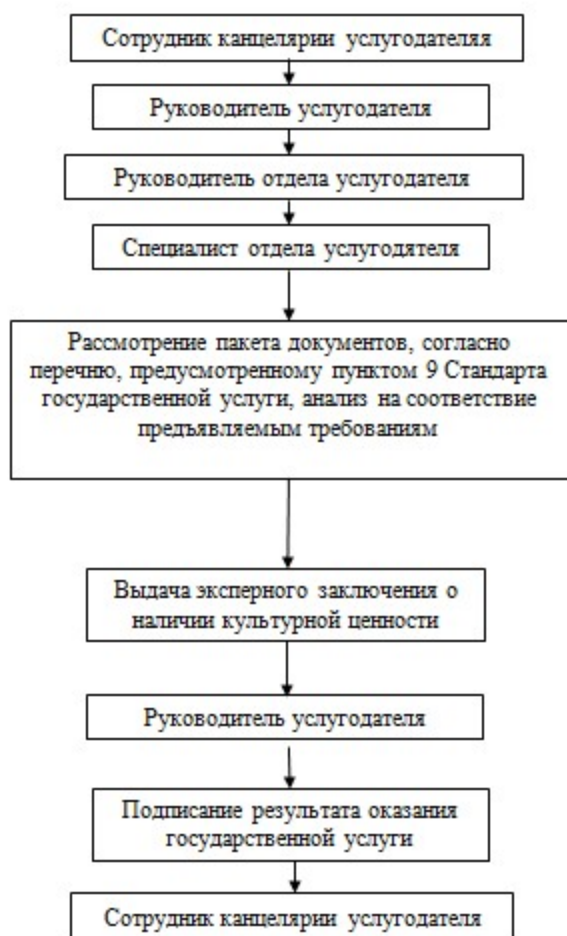 Сотрудник канцелярии услугодателяя
Руководитель услугодателя
Руководитель отдела услугодателя
Специалист отдела услугодятеля
Рассмотрение пакета документов, согласно
перечню, предусмотренному пунктом 9 Стандарта
государственной услуги, анализ на соответствие
предъявляемым требованиям
Выдача эксперного заключения о
наличии культурной ценности
Руководитель услугодателя
Подписание результата оказания
государственной услуги
Сотрудник канцелярии услугодателя